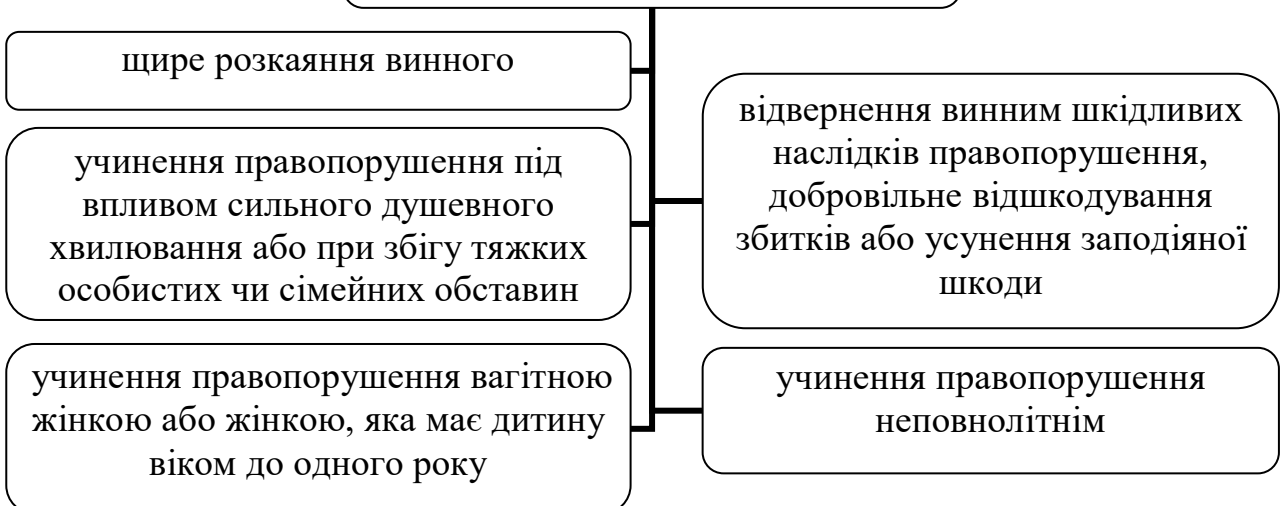 щире розкаяння винного
відвернення винним шкідливих
наслідків правопорушення,
добровільне відшкодування
збитків або усунення заподіяної
шкоди
учинення правопорушення під
впливом сильного душевного
хвилювання або при збігу тяжких
особистих чи сімейних обставин
учинення правопорушення вагітною
жінкою або жінкою, яка має дитину
віком до одного року
учинення правопорушення
неповнолітнім